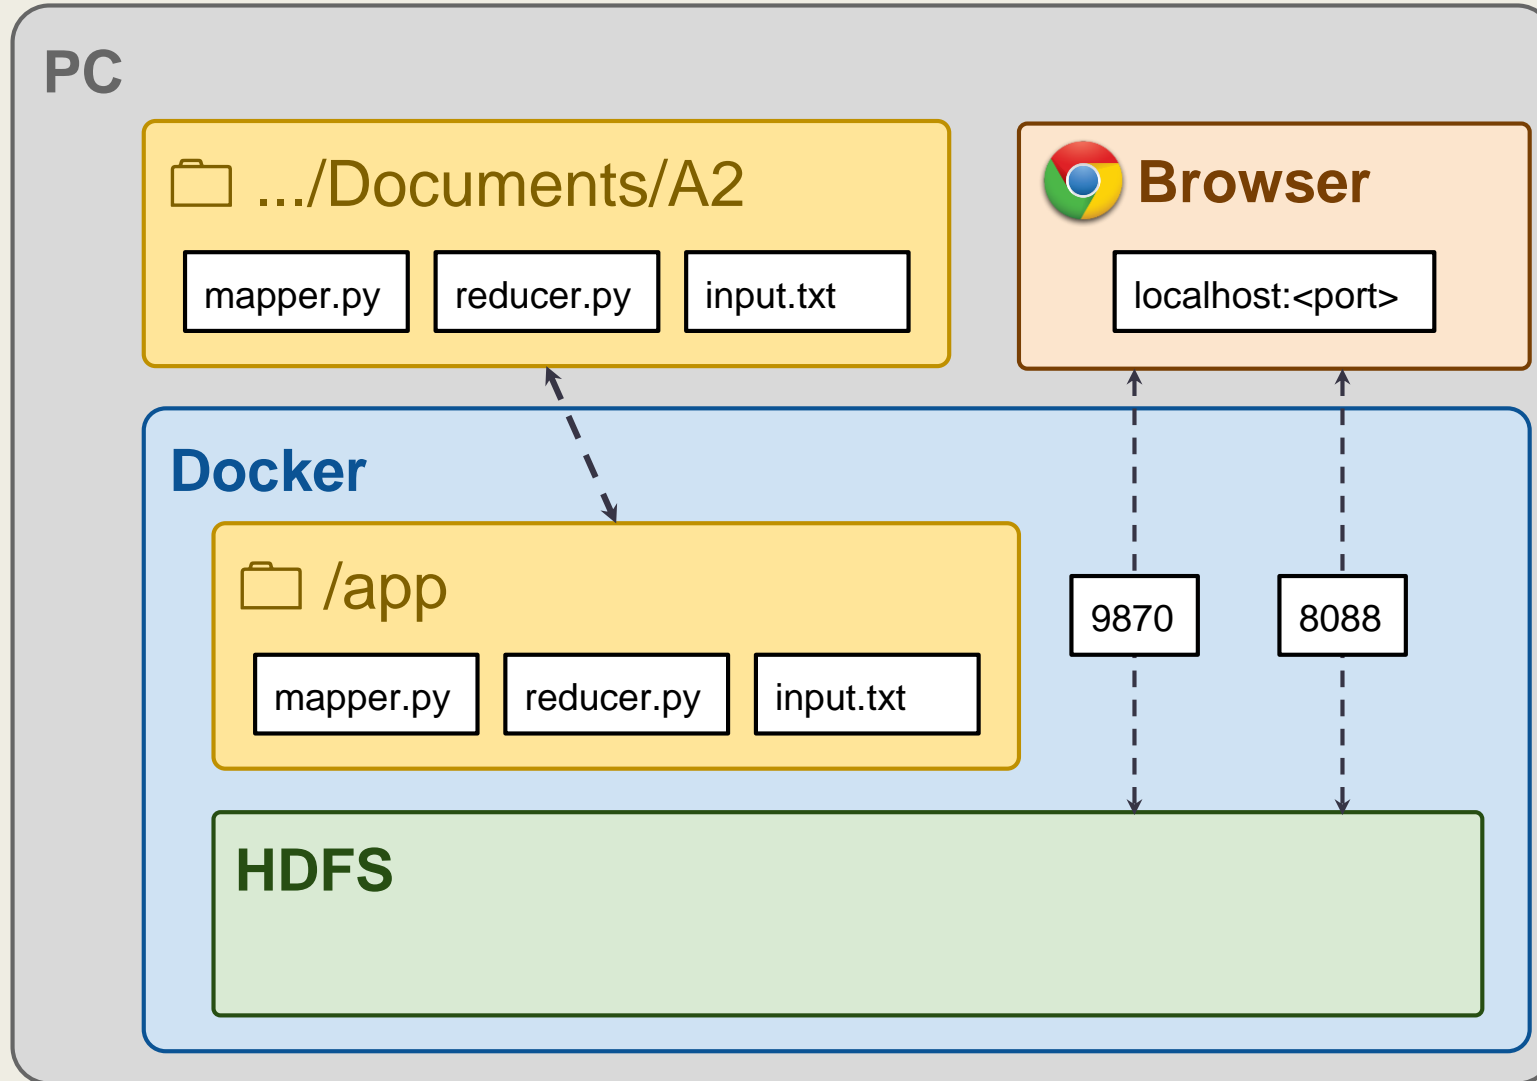 PC
.../Documents/A2
mapper.py
reducer.py
input.txt
Browser
localhost:<port>
Docker
/app
mapper.py
reducer.py
input.txt
9870
8088
HDFS